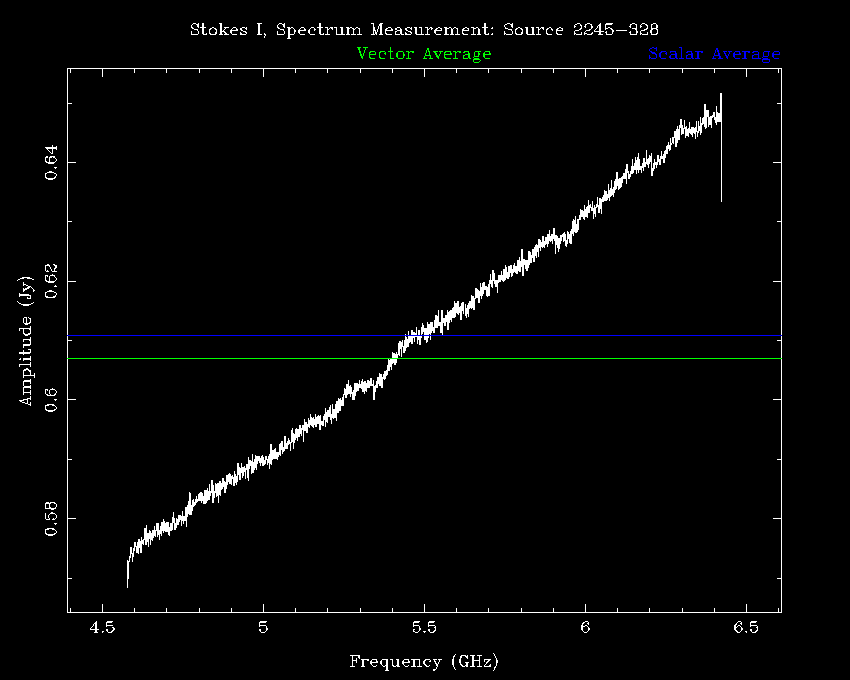 Stokes I, Spectrum Measurement: Source 2245−328
Vector Average Scalar Average
0.64
0.62
0.6
0.58
Amplitude (Jy)
4.5 5 5.5 6 6.5
Frequency (GHz)